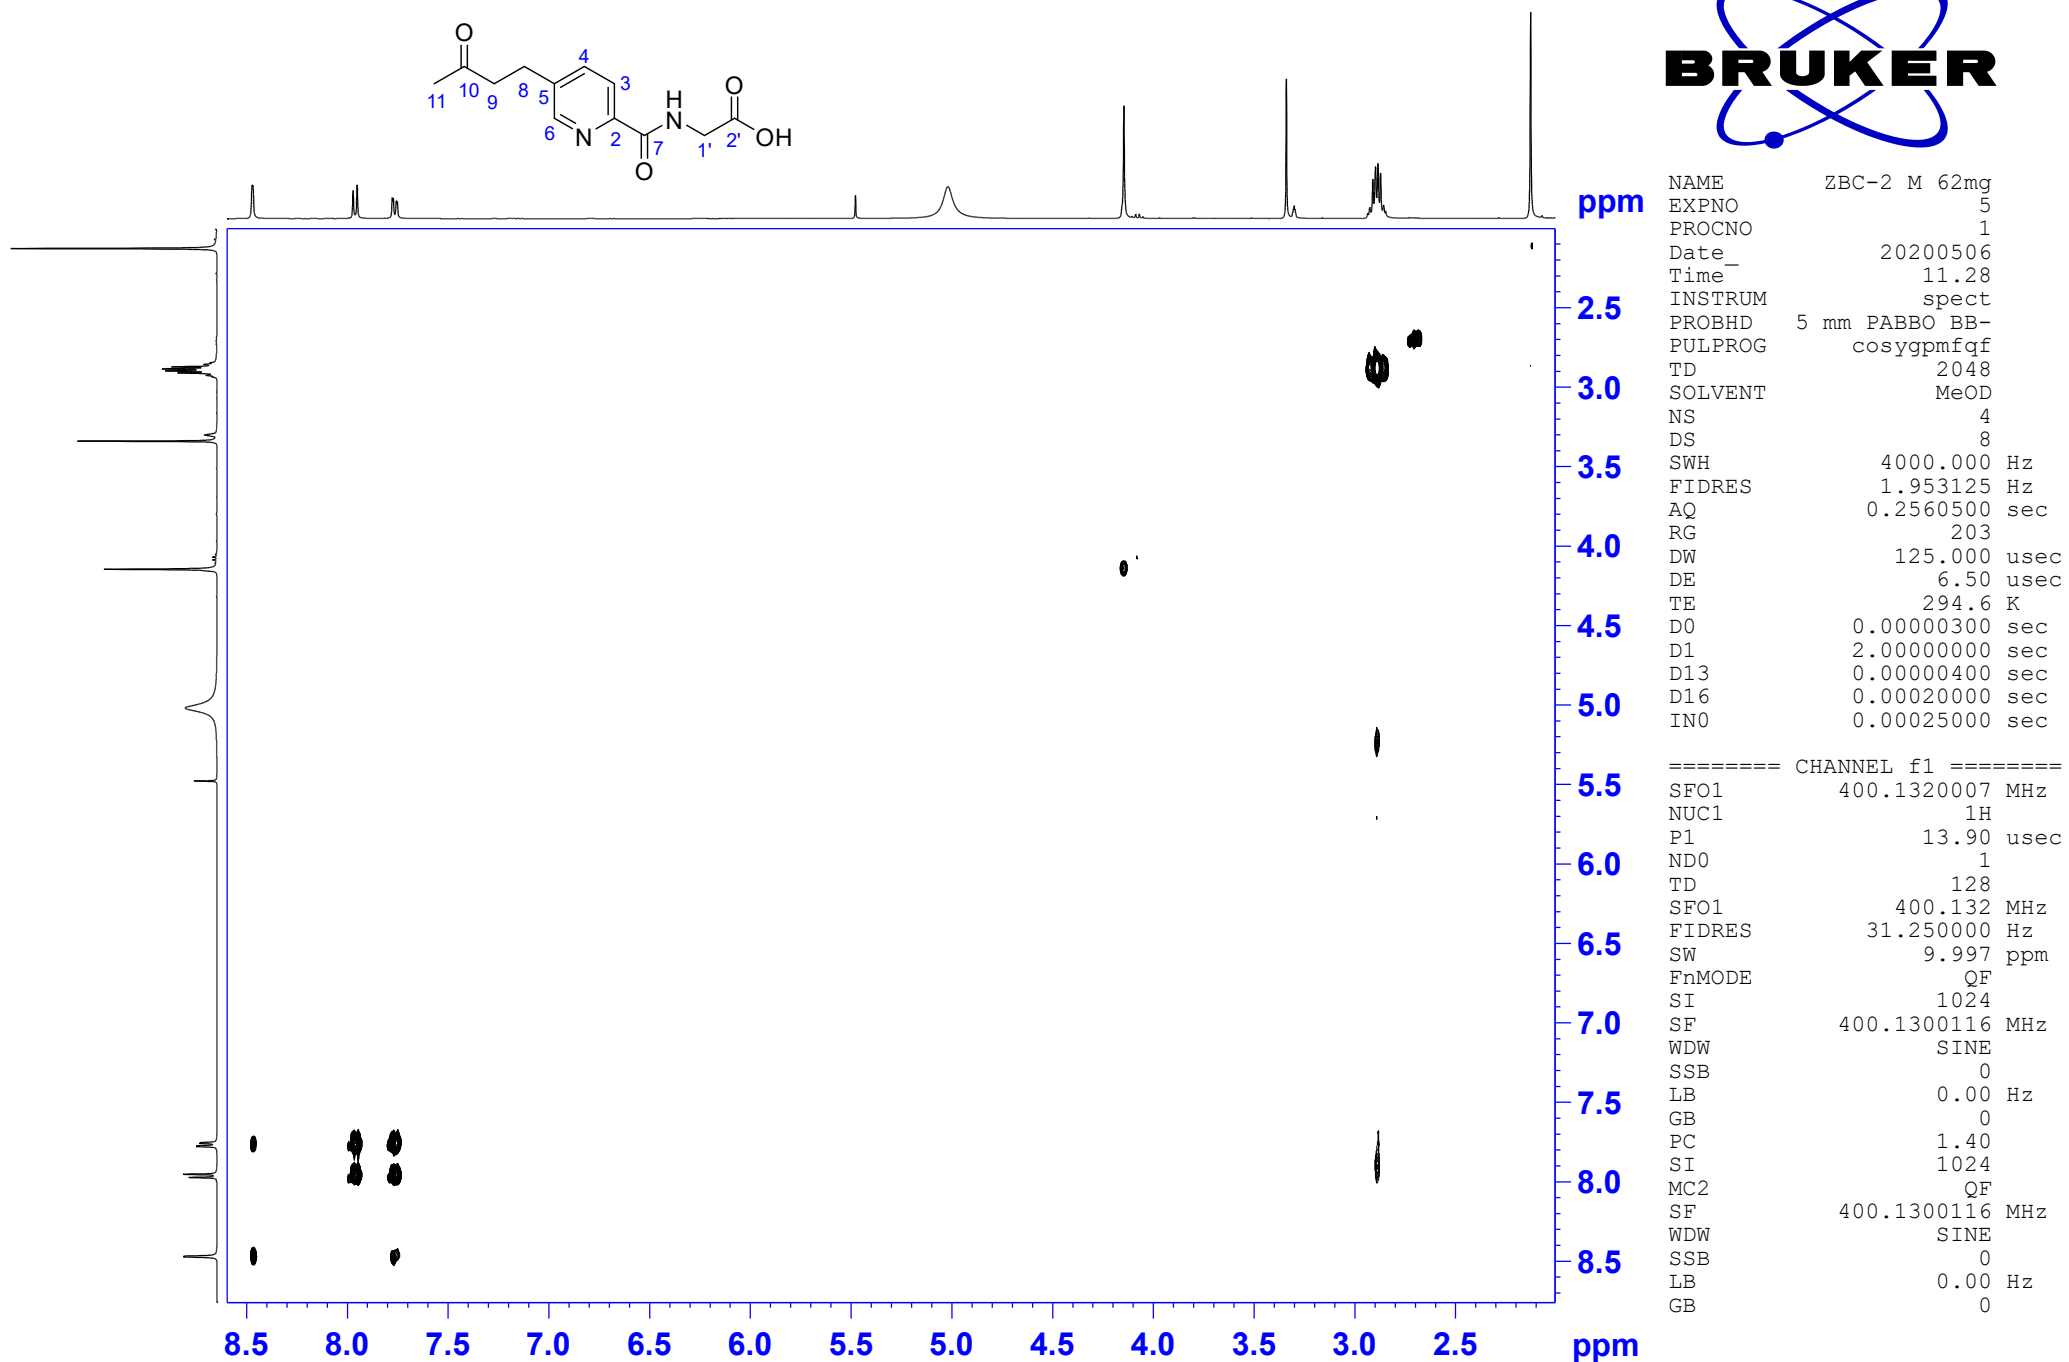 O
11
10
9
8
5
4
3
6
N
2
O
7
H
N
1'
O
2'
OH
BRUKER
NAME ZBC-2 M 62mg
EXPNO 5
PROCNO 1
Date_ 20200506
Time 11.28
INSTRUM spect
PROBHD 5 mm PABBO BB-
PULPROG cosygpmfqf
TD 2048
SOLVENT MeOD
NS 4
DS 8
SWH 4000.000 Hz
FIDRES 1.953125 Hz
AQ 0.2560500 sec
RG 203
DW 125.000 usec
DE 6.50 usec
TE 294.6 K
D0 0.00000300 sec
D1 2.00000000 sec
D13 0.00000400 sec
D16 0.00020000 sec
IN0 0.00025000 sec
======== CHANNEL f1 ========
SFO1 400.1320007 MHz
NUC1 1H
P1 13.90 usec
ND0 1
TD 128
SFO1 400.132 MHz
FIDRES 31.250000 Hz
SW 9.997 ppm
FnMODE QF
SI 1024
SF 400.1300116 MHz
WDW SINE
SSB 0
LB 0.00 Hz
GB 0
PC 1.40
SI 1024
MC2 QF
SF 400.1300116 MHz
WDW SINE
SSB 0
LB 0.00 Hz
GB 0
ppm
2.5
3.0
3.5
4.0
4.5
5.0
5.5
6.0
6.5
7.0
7.5
8.0
8.5
8.5 8.0 7.5 7.0 6.5 6.0 5.5 5.0 4.5 4.0 3.5 3.0 2.5 ppm